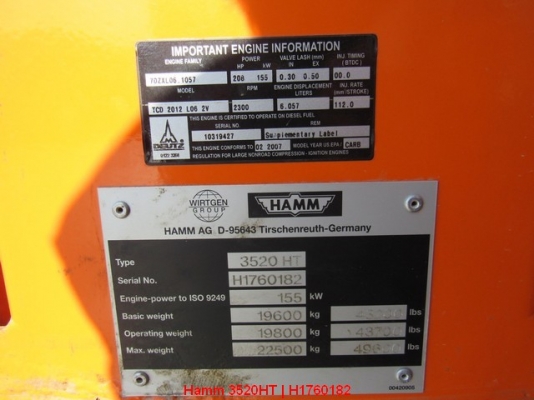 IMPORTANT ENGINE INFORMATION
ENGINE FAMILY POWER VALVE LASH (mm) INJ. TIMING
HP kW IN EX (BTDC)
7DZXL06.1057 208 155 0.30 0.50 00.0
MODEL RPM ENGINE DISPLACEMENT INJ. RATE
LITERS (mm³/STROKE)
TCD 2012 L06 2V 2300 6.057 112.0
THIS ENGINE IS CERTIFIED TO OPERATE ON DIESEL FUEL
SERIAL NO. REM
10319427 Supplementary Label
DEUTZ
THIS ENGINE CONFORMS TO 02 2007 MODEL YEAR US EPA- CARB
REGULATION FOR LARGE NONROAD COMPRESSION - IGNITION ENGINES
WIRTGEN
GROUP
HAMM
HAMM AG D-95643 Tirschenreuth-Germany
Type 3520 HT
Serial No. H1760182
Engine-power to ISO 9249 155 kW
Basic weight 19600 kg lbs
Operating weight 19800 kg lbs
Max. weight 22500 kg lbs
Hamm 3520HT | H1760182